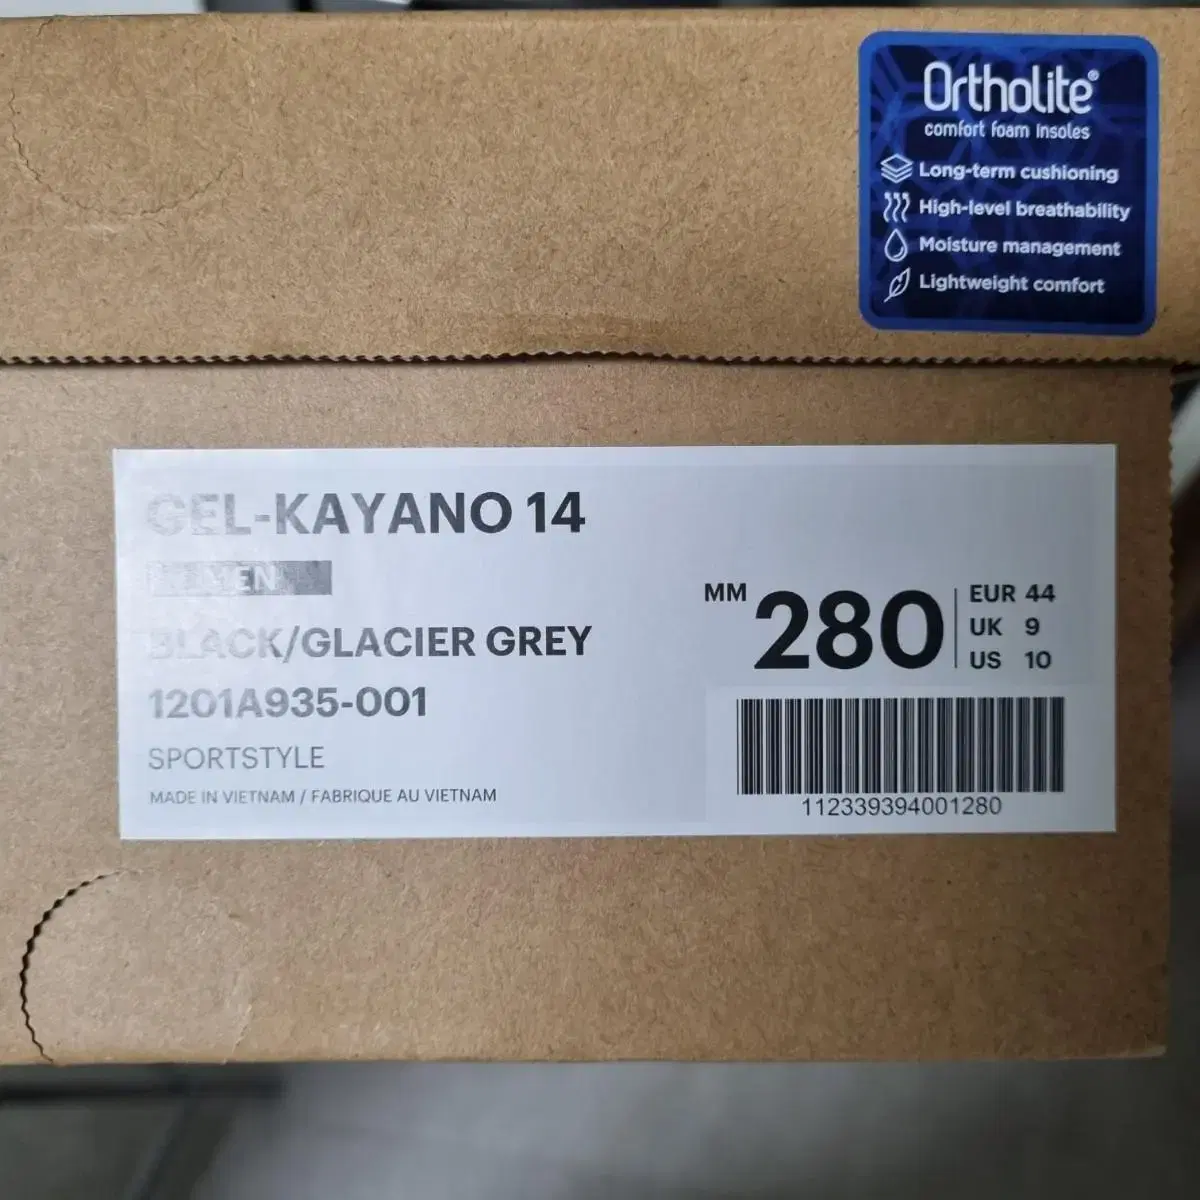 Ortholite®
comfort foam insoles
Long-term cushioning
High-level breathability
Moisture management
Lightweight comfort
GEL-KAYANO 14
BLACK/GLACIER GREY
1201A935-001
SPORTSTYLE
MADE IN VIETNAM / FABRIQUE AU VIETNAM
MM 280
EUR 44
UK 9
US 10
112339394001280